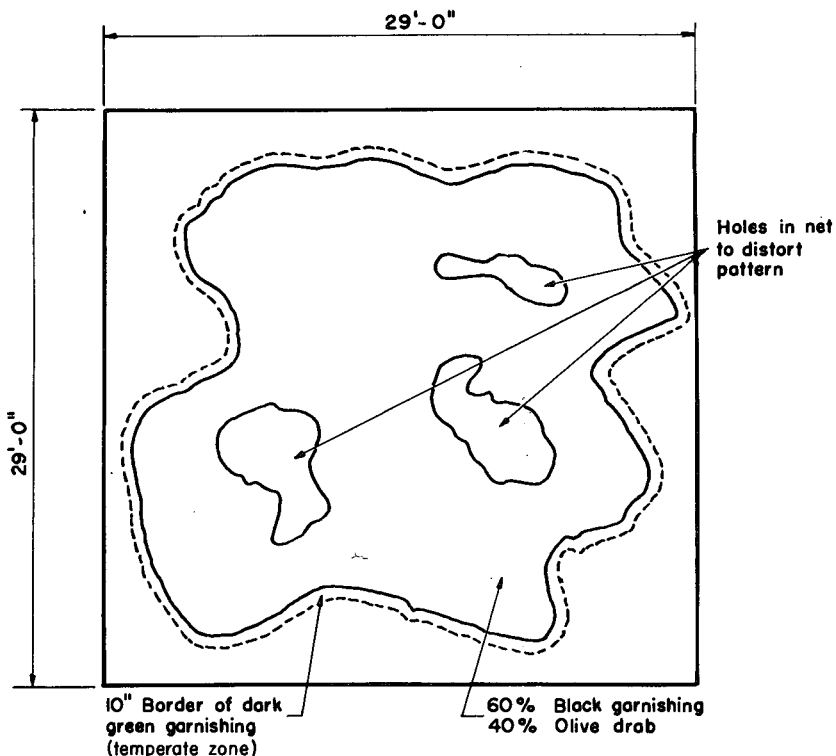 29'-0"
Holes in net
to distort
pattern
29'-0"
10" Border of dark
green garnishing
(temperate zone)
60% Black garnishing
40% Olive drab